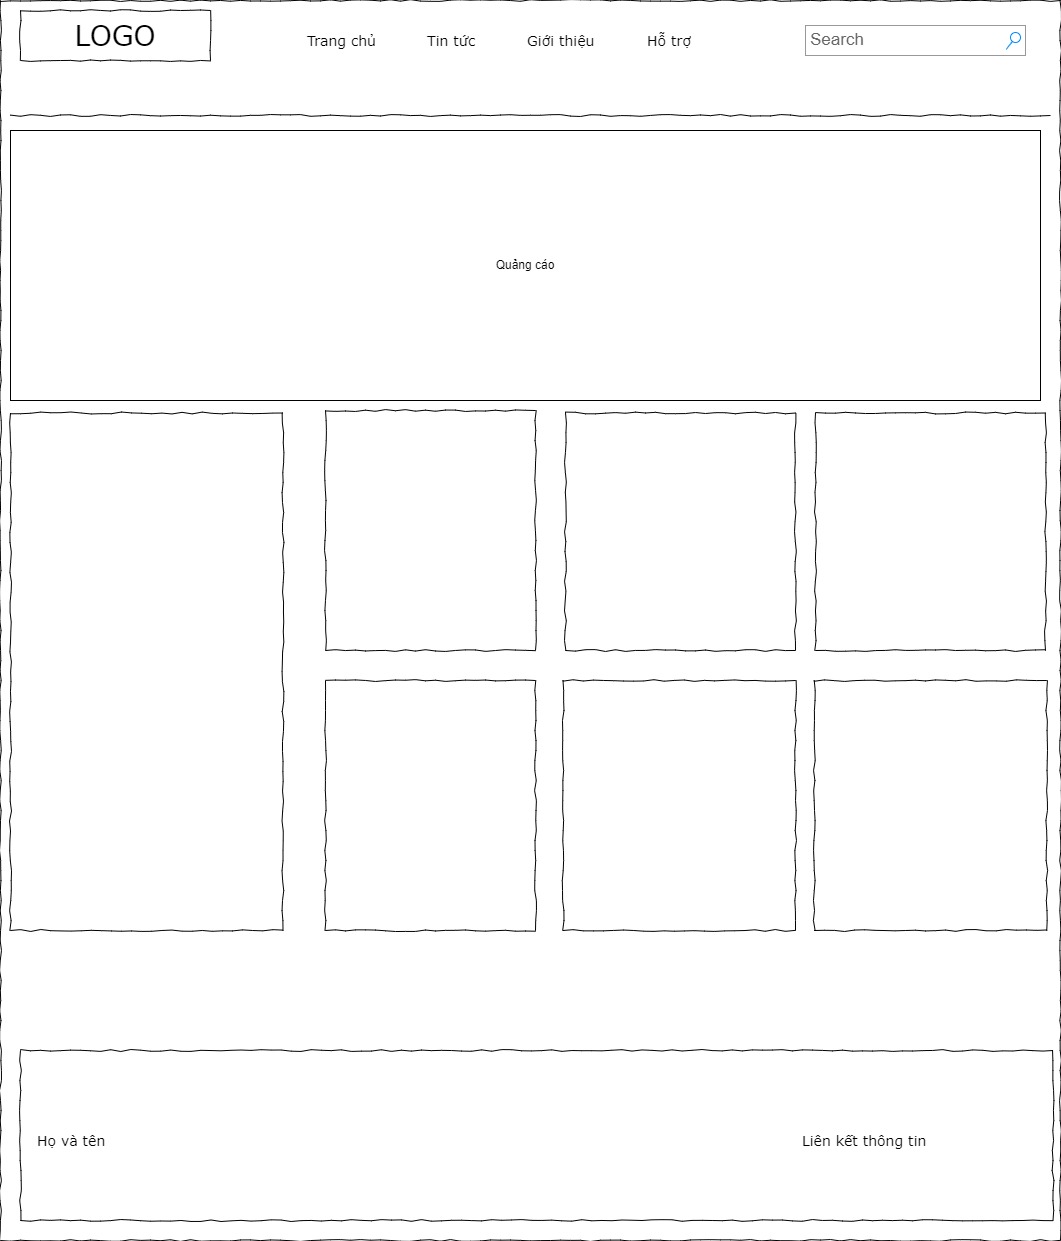 LOGO
Trang chủ
Tin tức
Giới thiệu
Hỗ trợ
Search
Quảng cáo
Họ và tên
Liên kết thông tin